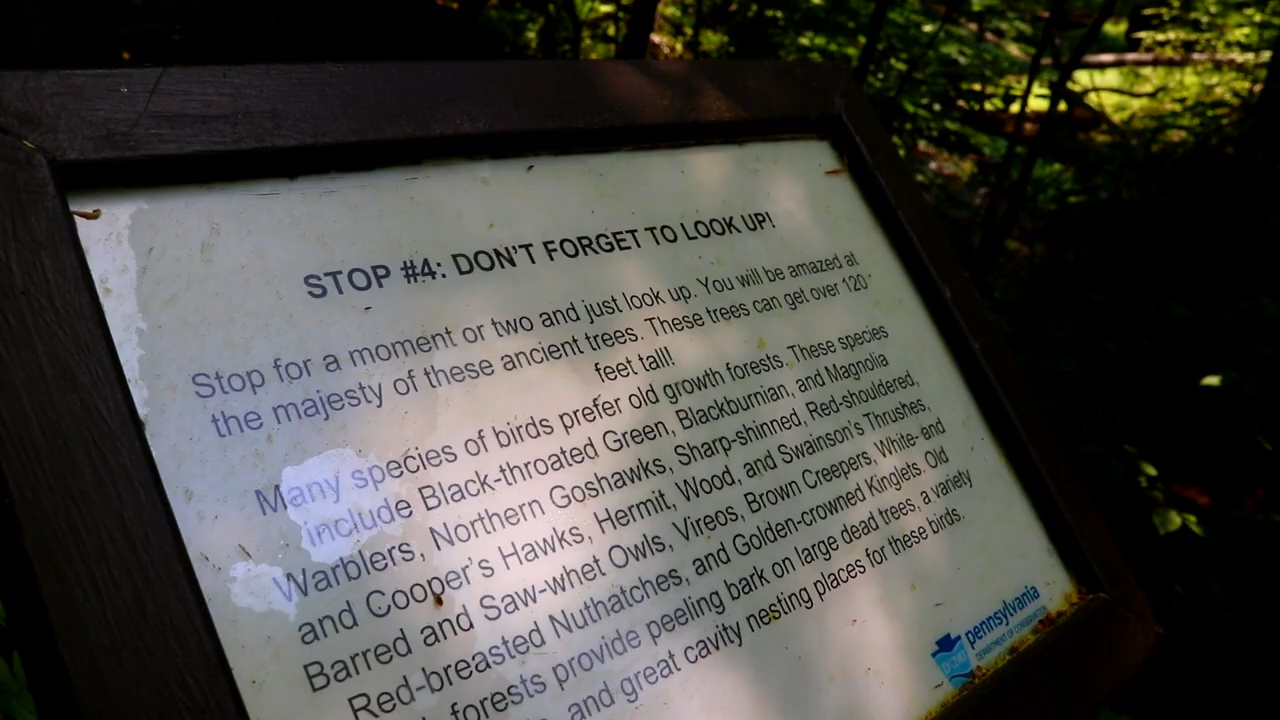 STOP #4: DON'T FORGET TO LOOK UP!
Stop for a moment or two and just look up. You will be amazed at
the majesty of these ancient trees. These trees can get over 120-
feet tall!
Many species of birds prefer old growth forests. These species
include Black-throated Green, Blackburnian, and Magnolia
Warblers, Northern Goshawks, Sharp-shinned, Red-shouldered,
and Cooper's Hawks, Hermit, Wood, and Swainson's Thrushes,
Barred and Saw-whet Owls, Vireos, Brown Creepers, White- and
Red-breasted Nuthatches, and Golden-crowned Kinglets. Old
forests provide peeling bark on large dead trees, a variety
and great cavity nesting places for these birds.
pennsylvania
DEPARTMENT OF CONSERVATION
dcnr